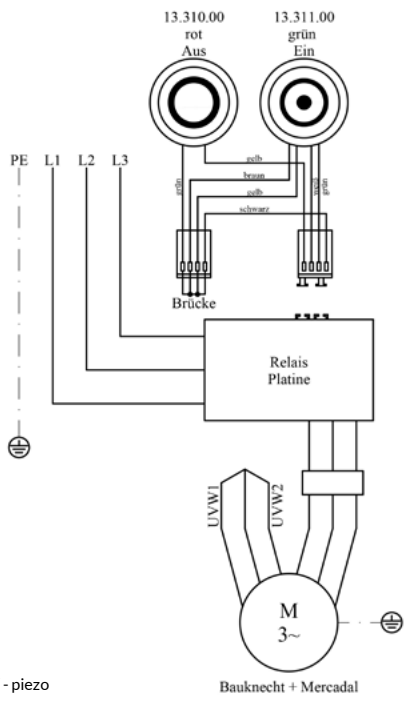 13.310.00
rot
Aus
13.311.00
grün
Ein
PE L1 L2 L3
gelb
braun
gelb
schwarz
grün
weiß
grün
Brücke
Relais
Platine
UVW1
UVW2
M
3~
- piezo
Bauknecht + Mercadal